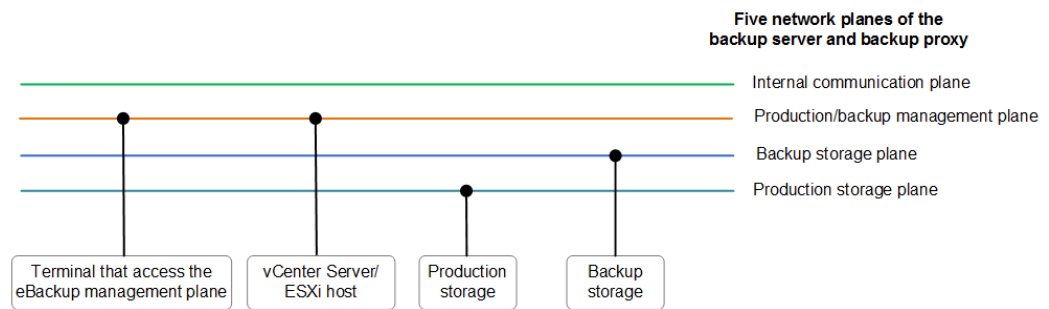 Five network planes of the
backup server and backup proxy
Internal communication plane
Production/backup management plane
Backup storage plane
Production storage plane
Terminal that access the
eBackup management plane
vCenter Server/
ESXi host
Production
storage
Backup
storage